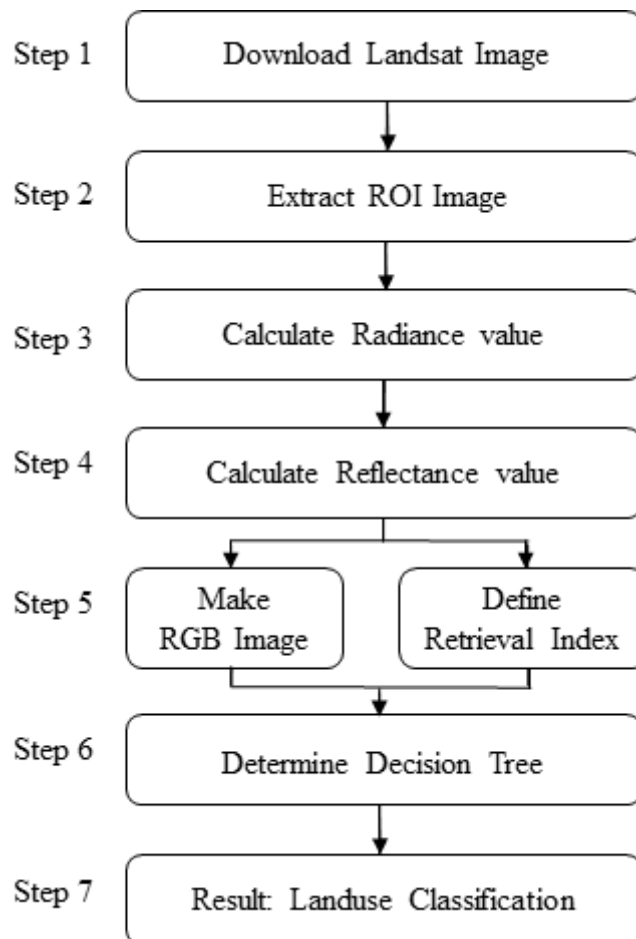 Step 1
Download Landsat Image
Step 2
Extract ROI Image
Step 3
Calculate Radiance value
Step 4
Calculate Reflectance value
Step 5
Make
RGB Image
Define
Retrieval Index
Step 6
Determine Decision Tree
Step 7
Result: Landuse Classification